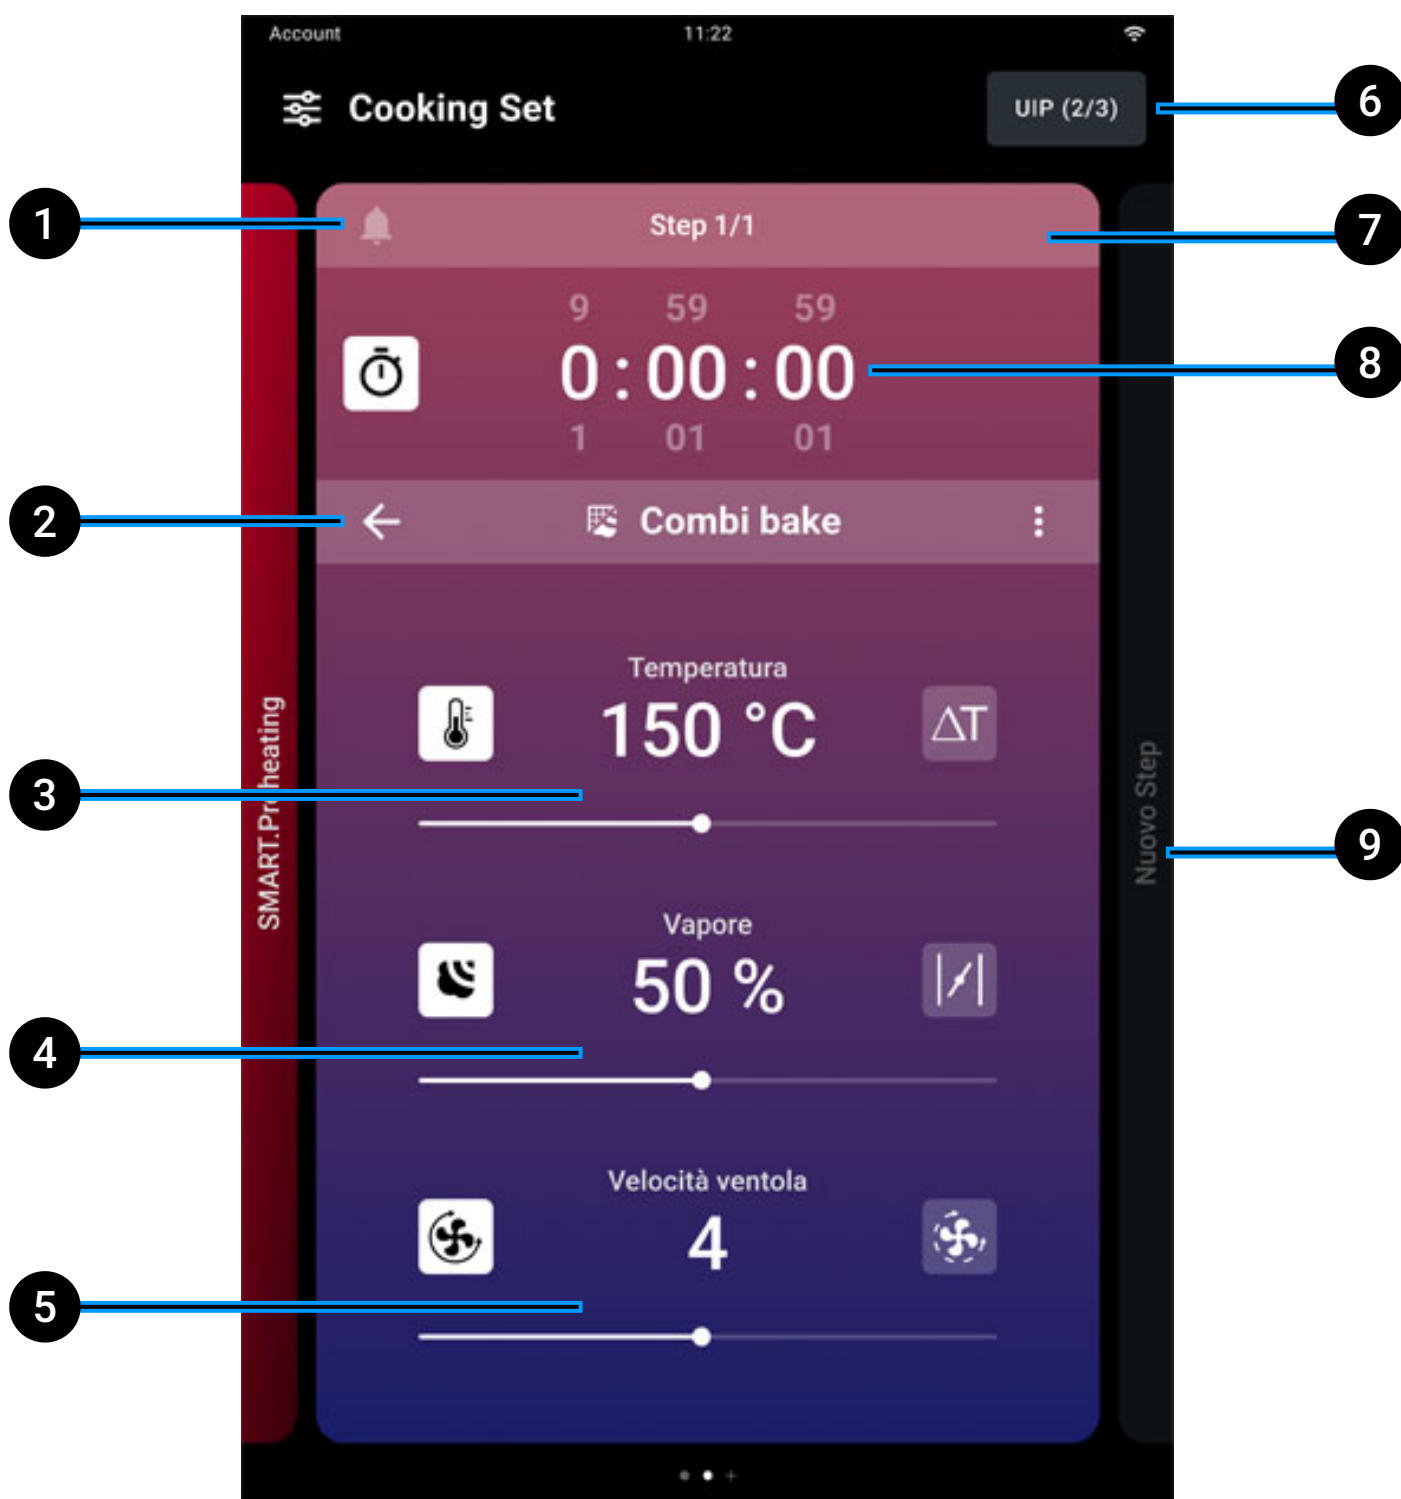 Account 11:22
Cooking Set UIP (2/3) 6
1 Step 1/1 7
9 59 59
0 : 00 : 00 8
1 01 01
2 Combi bake
Temperatura
150 °C ΔT
3
SMART.Preheating
Nuovo Step 9
Vapore
50 %
4
Velocità ventola
4
5